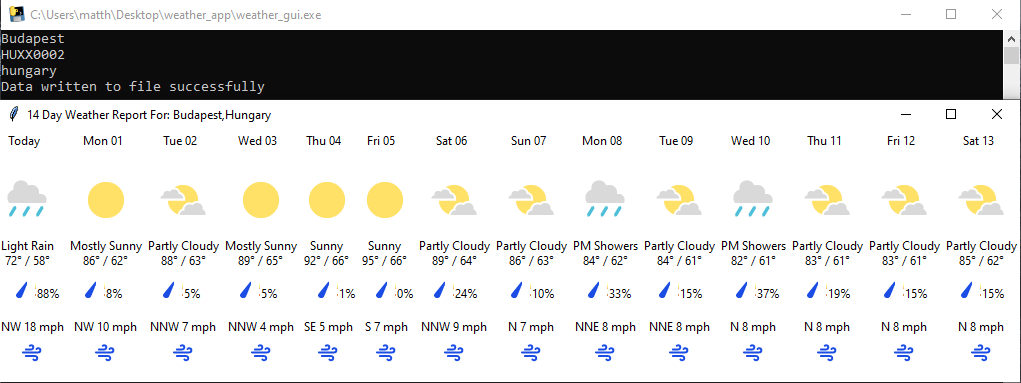 C:\Users\matth\Desktop\weather_app\weather_gui.exe
Budapest
HUXX0002
hungary
Data written to file successfully
14 Day Weather Report For: Budapest,Hungary
Today Mon 01 Tue 02 Wed 03 Thu 04 Fri 05 Sat 06 Sun 07 Mon 08 Tue 09 Wed 10 Thu 11 Fri 12 Sat 13
Light Rain Mostly Sunny Partly Cloudy Mostly Sunny Sunny Sunny Partly Cloudy Partly Cloudy PM Showers Partly Cloudy PM Showers Partly Cloudy Partly Cloudy Partly Cloudy
72° / 58° 86° / 62° 88° / 63° 89° / 65° 92° / 66° 95° / 66° 89° / 64° 86° / 63° 84° / 62° 84° / 61° 82° / 61° 83° / 61° 83° / 61° 85° / 62°
88% 8% 5% 5% 1% 0% 24% 10% 33% 15% 37% 19% 15% 15%
NW 18 mph NW 10 mph NNW 7 mph NNW 4 mph SE 5 mph S 7 mph NNW 9 mph N 7 mph NNE 8 mph NNE 8 mph N 8 mph N 8 mph N 8 mph N 8 mph